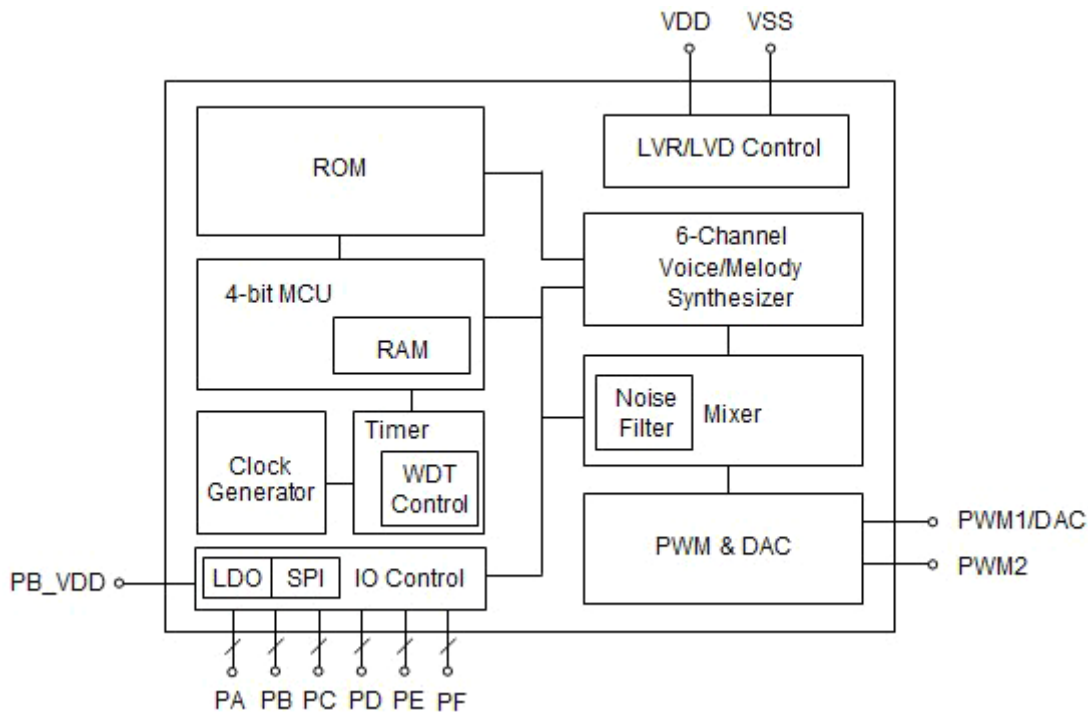 VDD VSS
ROM
LVR/LVD Control
6-Channel
Voice/Melody
Synthesizer
4-bit MCU
RAM
Noise
Filter
Mixer
Timer
WDT
Control
Clock
Generator
PWM & DAC
PWM1/DAC
PWM2
PB_VDD
LDO SPI IO Control
PA PB PC PD PE PF